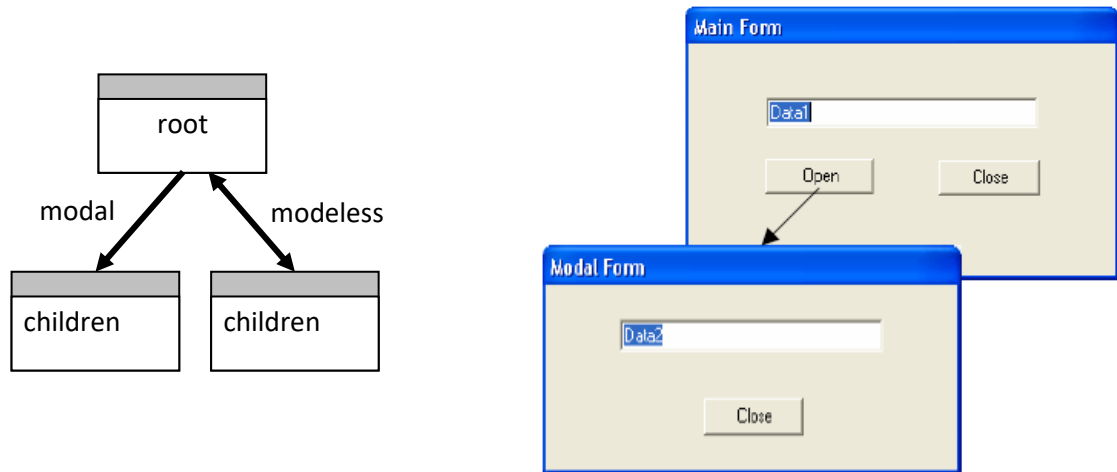 root
modal
modeless
children
children
Main Form
Data1
Open
Close
Modal Form
Data2
Close